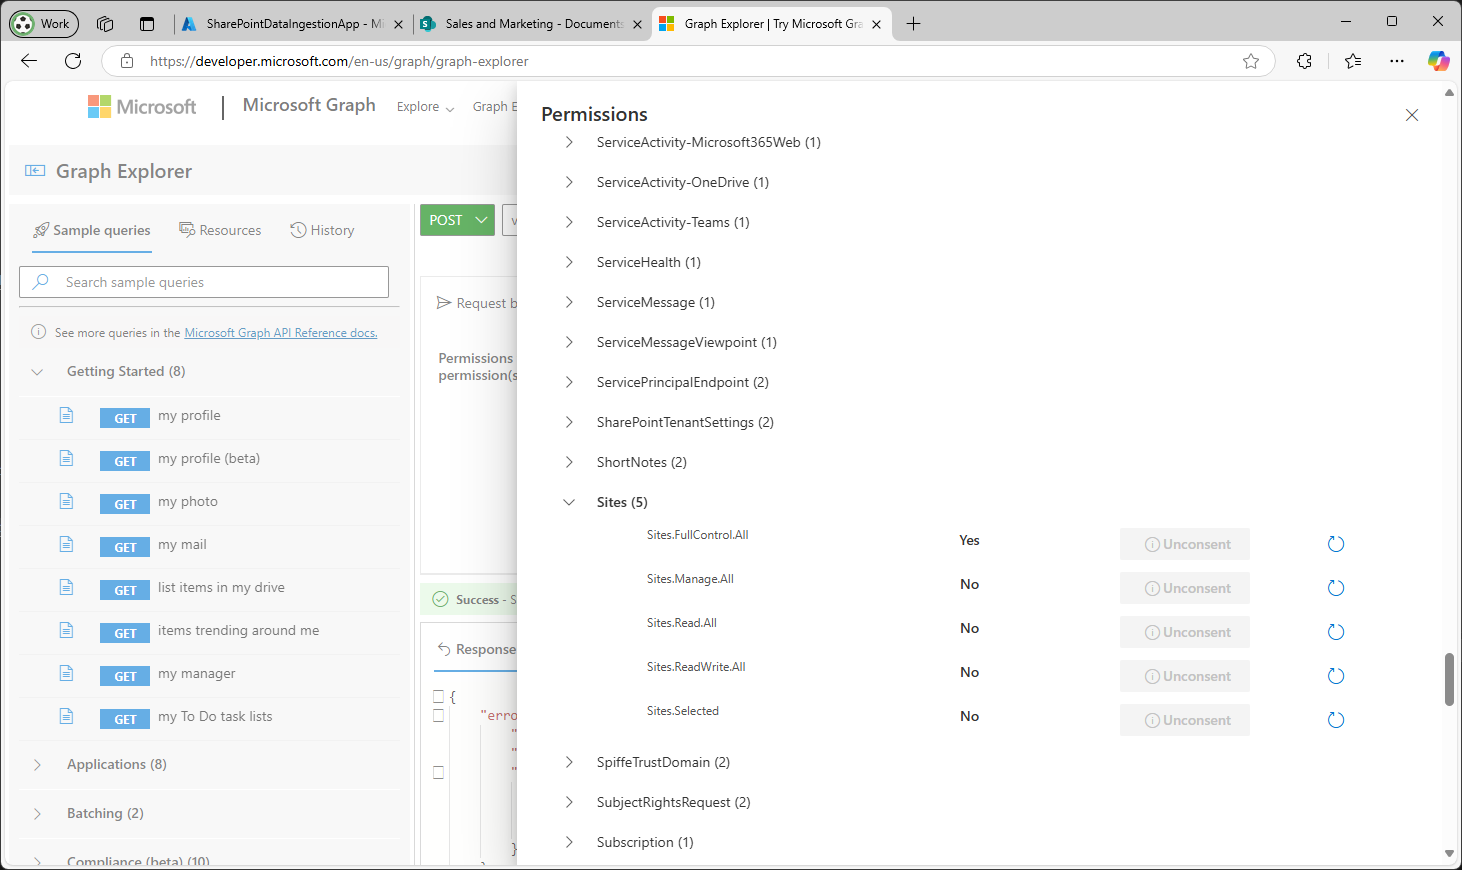 Work
SharePointDataIngestionApp - Mi
Sales and Marketing - Documents
Graph Explorer | Try Microsoft Gra
https://developer.microsoft.com/en-us/graph/graph-explorer
Microsoft
Microsoft Graph
Explore
Graph E
Graph Explorer
Sample queries
Resources
History
Search sample queries
See more queries in the Microsoft Graph API Reference docs.
Getting Started (8)
GET my profile
GET my profile (beta)
GET my photo
GET my mail
GET list items in my drive
GET items trending around me
GET my manager
GET my To Do task lists
Applications (8)
Batching (2)
Compliance (beta) (10)
POST
v
Request b
Permissions
permission(s
Success - S
Response
{
"erro
"
"
"
}
Permissions
ServiceActivity-Microsoft365Web (1)
ServiceActivity-OneDrive (1)
ServiceActivity-Teams (1)
ServiceHealth (1)
ServiceMessage (1)
ServiceMessageViewpoint (1)
ServicePrincipalEndpoint (2)
SharePointTenantSettings (2)
ShortNotes (2)
Sites (5)
Sites.FullControl.All Yes Unconsent
Sites.Manage.All No Unconsent
Sites.Read.All No Unconsent
Sites.ReadWrite.All No Unconsent
Sites.Selected No Unconsent
SpiffeTrustDomain (2)
SubjectRightsRequest (2)
Subscription (1)